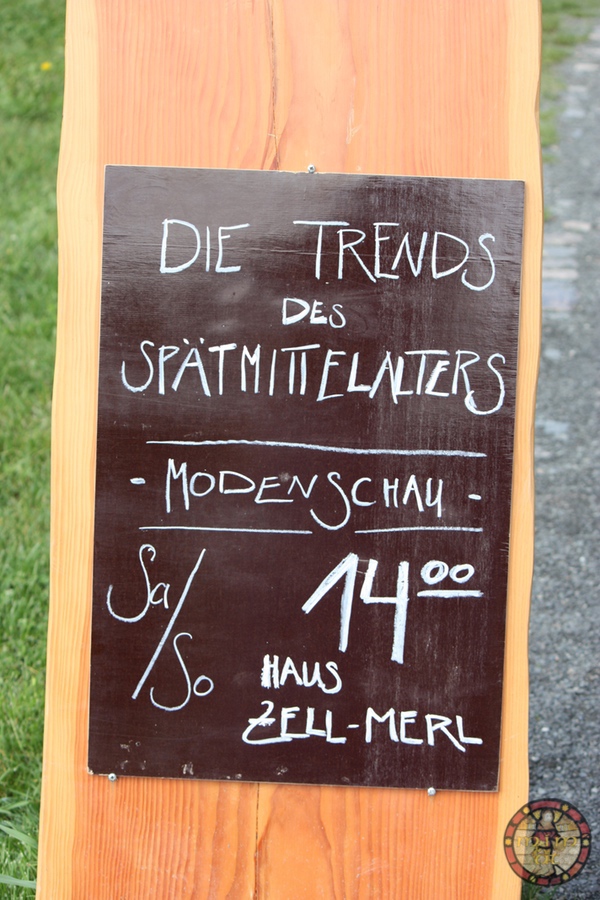 DIE TRENDS
DES
SPÄTMITTELALTERS
- MODENSCHAU -
Sa/So
14⁰⁰
HAUS
ZELL-MERL